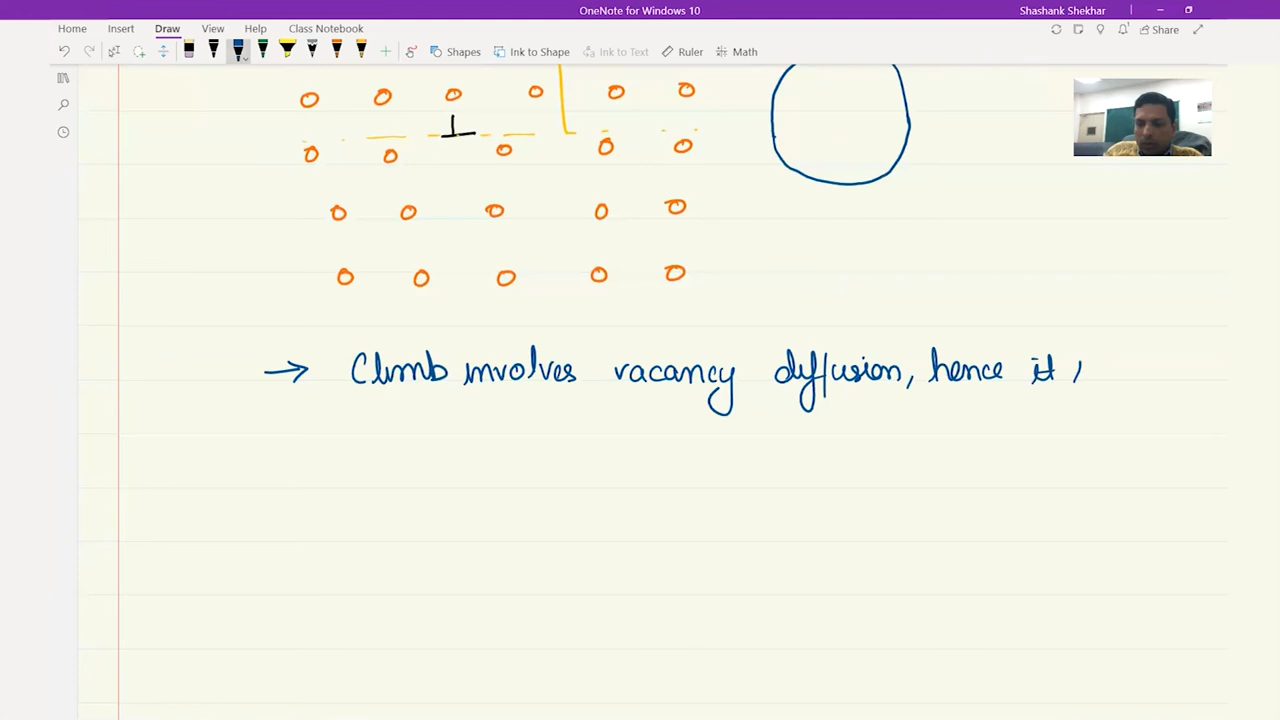 OneNote for Windows 10
Shashank Shekhar
Home Insert Draw View Help Class Notebook
Shapes Ink to Shape Ink to Text Ruler Math
Share
→ Climb involves vacancy diffusion, hence it